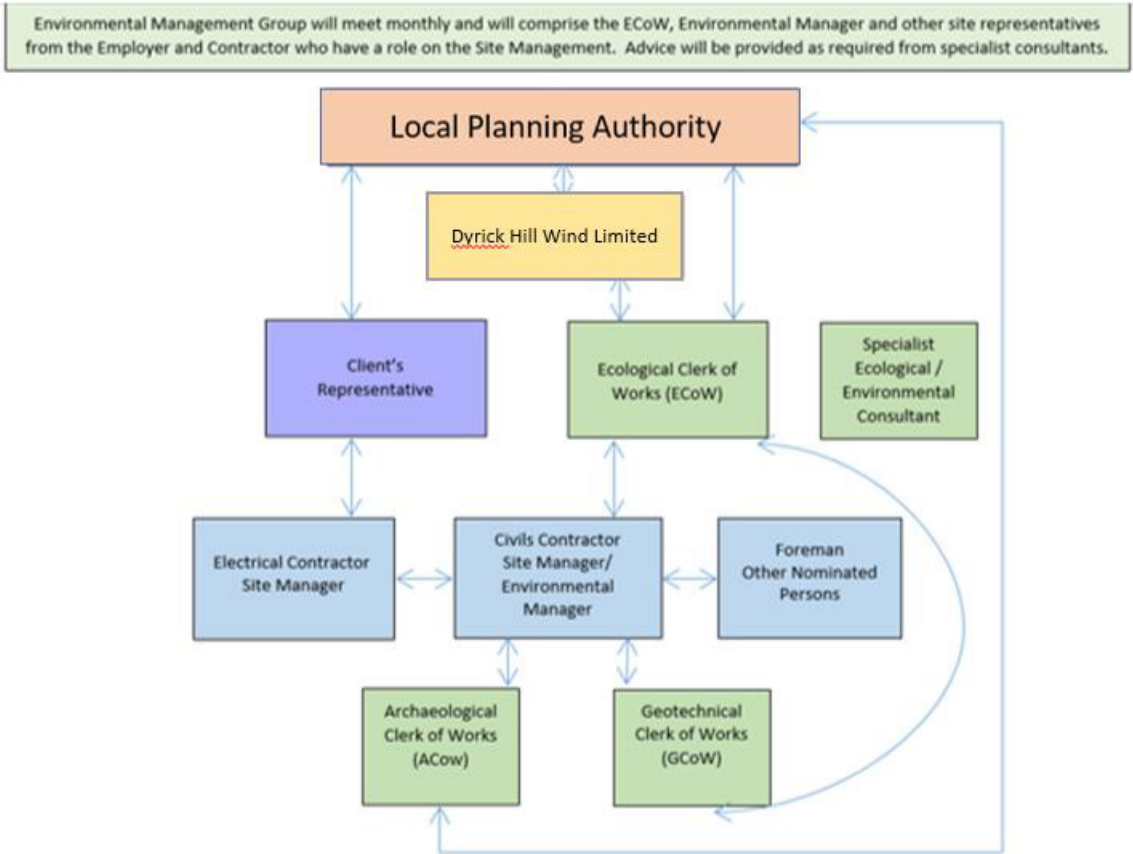 Environmental Management Group will meet monthly and will comprise the ECoW, Environmental Manager and other site representatives
from the Employer and Contractor who have a role on the Site Management. Advice will be provided as required from specialist consultants.
Local Planning Authority
Dyrick Hill Wind Limited
Client's
Representative
Ecological Clerk of
Works (ECoW)
Specialist
Ecological /
Environmental
Consultant
Electrical Contractor
Site Manager
Civils Contractor
Site Manager/
Environmental
Manager
Foreman
Other Nominated
Persons
Archaeological
Clerk of Works
(ACow)
Geotechnical
Clerk of Works
(GCoW)